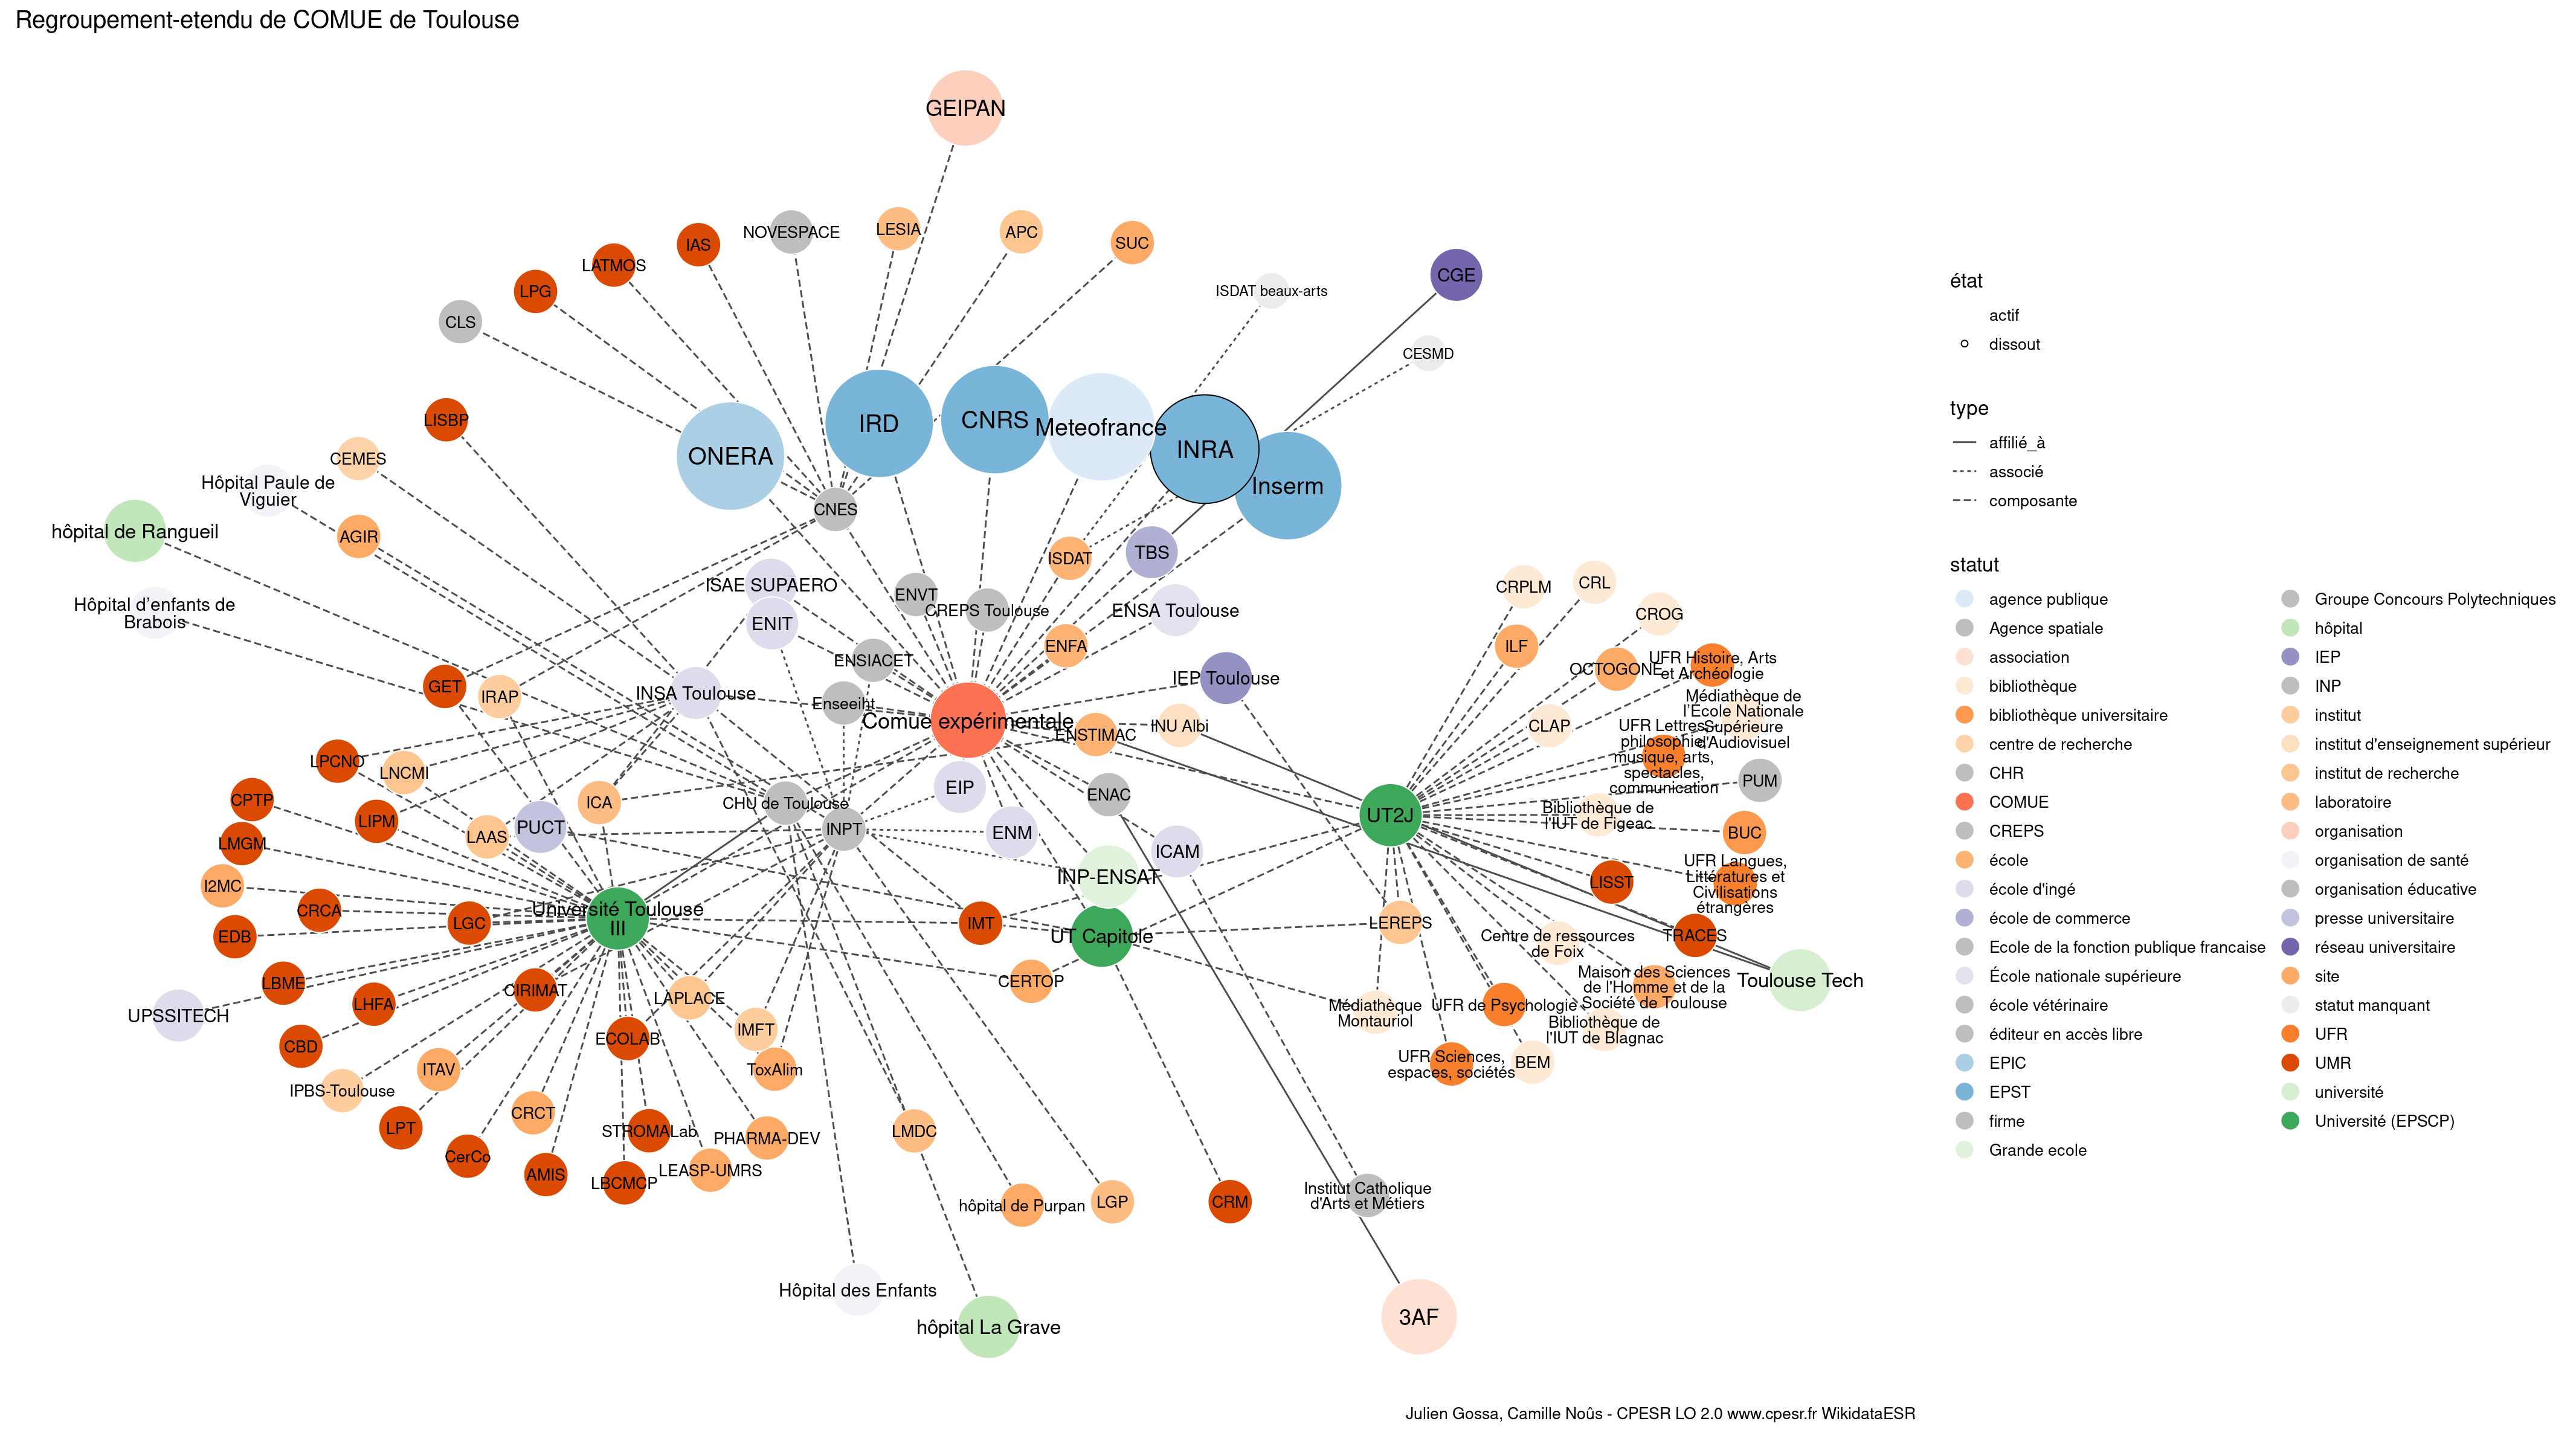 Regroupement-etendu de COMUE de Toulouse
GEIPAN
NOVESPACE
LESIA
APC
SUC
IAS
LATMOS
LPG
CLS
ISDAT beaux-arts
CGE
CESMD
LISBP
CEMES
Hôpital Paule de
Viguier
hôpital de Rangueil
AGIR
Hôpital d'enfants de
Brabois
ONERA
IRD
CNRS
Meteofrance
INRA
Inserm
CNES
ISDAT
TBS
ISAE SUPAERO
ENVT
CREPS Toulouse
ENSA Toulouse
ENIT
ENFA
ENSIACET
IEP Toulouse
GET
IRAP
INSA Toulouse
Enseeiht
Comue expérimentale
ENSTIMAC
INU Albi
CRPLM
CRL
CROG
ILF
OCTOGONE
UFR Histoire, Arts
et Archéologie
Médiathèque de
l'École Nationale
Supérieure
d'Audiovisuel
CLAP
UFR Lettres,
philosophie,
musique, arts,
spectacles,
communication
PUM
Bibliothèque de
l'IUT de Figeac
BUC
UT2J
UFR Langues,
Littératures et
Civilisations
étrangères
LISST
TRACES
Toulouse Tech
Centre de ressources
de Foix
Maison des Sciences
de l'Homme et de la
Société de Toulouse
LPCNO
LNCMI
CPTP
LIPM
ICA
CHU de Toulouse
EIP
ENAC
LMGM
LAAS
PUCT
INPT
ENM
ICAM
I2MC
CRCA
LGC
Université Toulouse
III
INP-ENSAT
EDB
IMT
UT Capitole
LEREPS
LBME
CIRIMAT
LAPLACE
CERTOP
UPSSITECH
LHFA
IMFT
Médiathèque
Montauriol
UFR de Psychologie
Bibliothèque de
l'IUT de Blagnac
CBD
ECOLAB
ToxAlim
UFR Sciences,
espaces, sociétés
BEM
IPBS-Toulouse
ITAV
CRCT
LPT
STROMALab
PHARMA-DEV
LMDC
CerCo
AMIS
LBCMCP
LEASP-UMRS
hôpital de Purpan
LGP
CRM
Institut Catholique
d'Arts et Métiers
Hôpital des Enfants
hôpital La Grave
3AF
état
actif
dissout
type
affilié_à
associé
composante
statut
agence publique
Agence spatiale
association
bibliothèque
bibliothèque universitaire
centre de recherche
CHR
COMUE
CREPS
école
école d'ingé
école de commerce
Ecole de la fonction publique francaise
École nationale supérieure
école vétérinaire
éditeur en accès libre
EPIC
EPST
firme
Grande ecole
Groupe Concours Polytechniques
hôpital
IEP
INP
institut
institut d'enseignement supérieur
institut de recherche
laboratoire
organisation
organisation de santé
organisation éducative
presse universitaire
réseau universitaire
site
statut manquant
UFR
UMR
université
Université (EPSCP)
Julien Gossa, Camille Noûs - CPESR LO 2.0 www.cpesr.fr WikidataESR